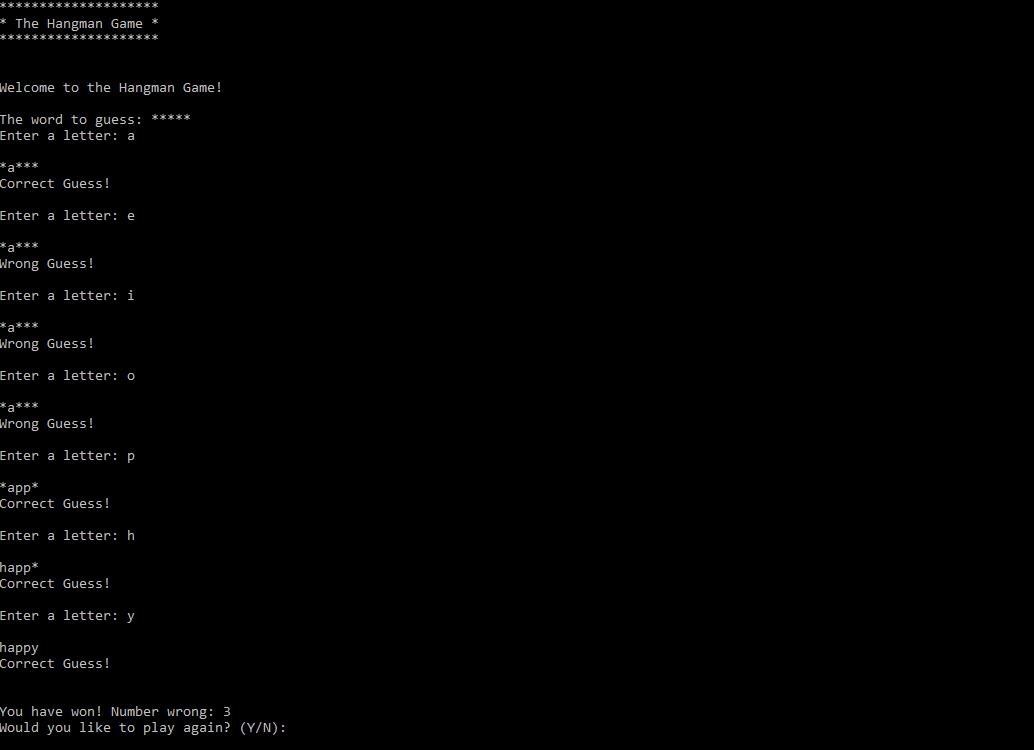 ********************
* The Hangman Game *
********************
Welcome to the Hangman Game!
The word to guess: *****
Enter a letter: a
*a***
Correct Guess!
Enter a letter: e
*a***
Wrong Guess!
Enter a letter: i
*a***
Wrong Guess!
Enter a letter: o
*a***
Wrong Guess!
Enter a letter: p
*app*
Correct Guess!
Enter a letter: h
happ*
Correct Guess!
Enter a letter: y
happy
Correct Guess!
You have won! Number wrong: 3
Would you like to play again? (Y/N):